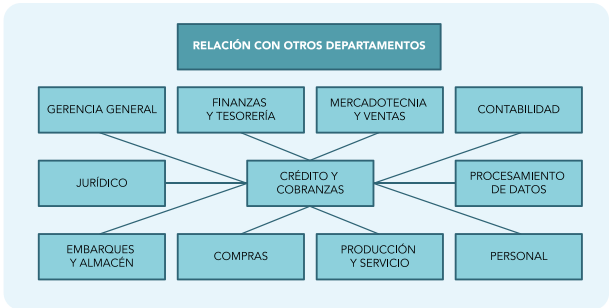 RELACIÓN CON OTROS DEPARTAMENTOS
GERENCIA GENERAL
FINANZAS
Y TESORERÍA
MERCADOTECNIA
Y VENTAS
CONTABILIDAD
JURÍDICO
CRÉDITO Y
COBRANZAS
PROCESAMIENTO
DE DATOS
EMBARQUES
Y ALMACÉN
COMPRAS
PRODUCCIÓN
Y SERVICIO
PERSONAL